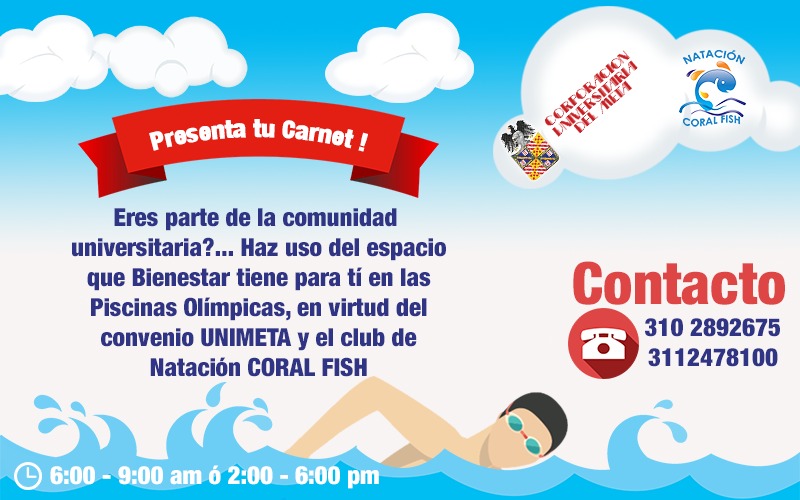 NATACIÓN
CORAL FISH
CORPORACION
UNIVERSITARIA
DEL META
Presenta tu Carnet !
Eres parte de la comunidad
universitaria?... Haz uso del espacio
que Bienestar tiene para tí en las
Piscinas Olímpicas, en virtud del
convenio UNIMETA y el club de
Natación CORAL FISH
Contacto
310 2892675
3112478100
6:00 - 9:00 am ó 2:00 - 6:00 pm